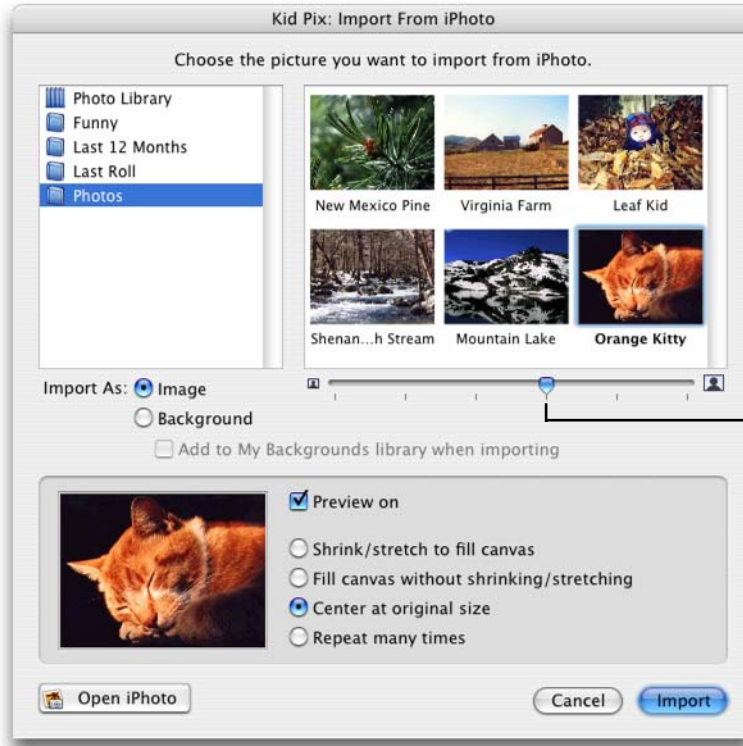 Kid Pix: Import From iPhoto
Choose the picture you want to import from iPhoto.
Photo Library
Funny
Last 12 Months
Last Roll
Photos
New Mexico Pine Virginia Farm Leaf Kid
Shenan...h Stream Mountain Lake Orange Kitty
Import As: Image
Background
Add to My Backgrounds library when importing
Preview on
Shrink/stretch to fill canvas
Fill canvas without shrinking/stretching
Center at original size
Repeat many times
Open iPhoto Cancel Import